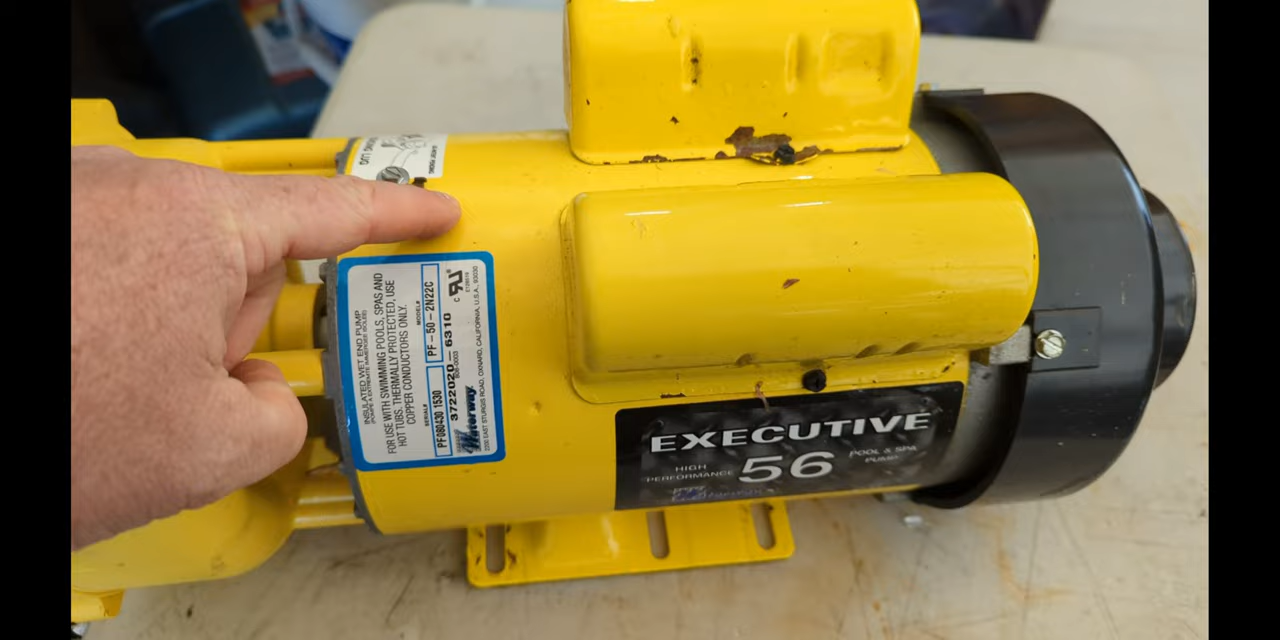 INSULATED WET END PUMP
FOR USE WITH SWIMMING POOLS, SPAS AND
HOT TUBS. THERMALLY PROTECTED, USE
COPPER CONDUCTORS ONLY.
SERIAL# MODEL#
PF080430 1530 PF-50-2N22C
3722020-6310
Waterway
2200 EAST STURGIS ROAD, OXNARD, CALIFORNIA, U.S.A., 93030
EXECUTIVE
HIGH
PERFORMANCE
56
POOL & SPA
PUMP